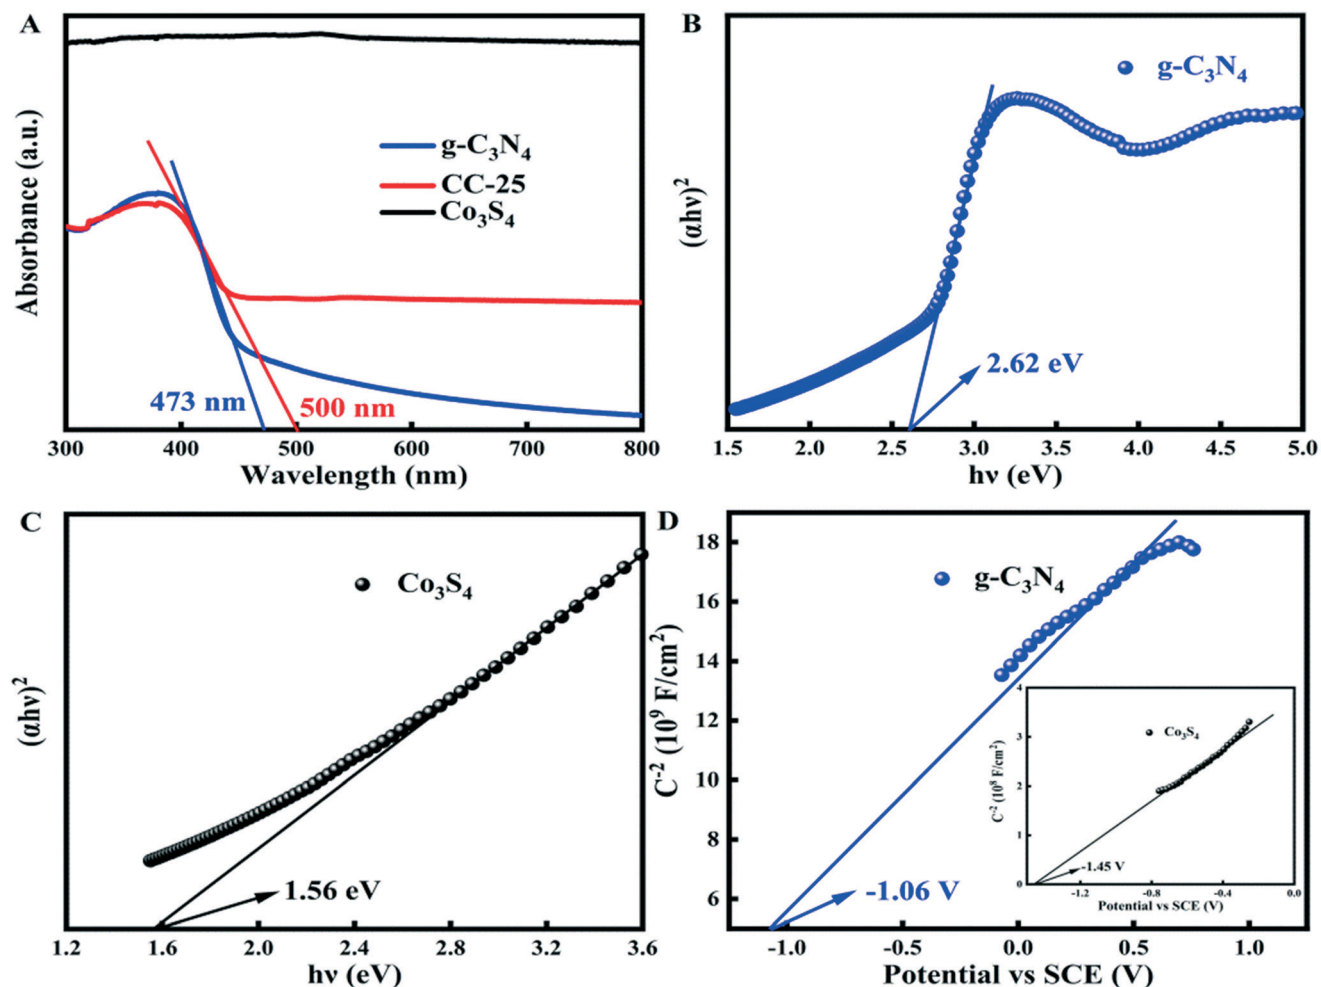 A
g-C₃N₄
CC-25
Co₃S₄
473 nm
500 nm
Absorbance (a.u.)
300 400 500 600 700 800
Wavelength (nm)
B
g-C₃N₄
2.62 eV
(αhν)²
1.5 2.0 2.5 3.0 3.5 4.0 4.5 5.0
hν (eV)
C
Co₃S₄
1.56 eV
(αhν)²
1.2 1.6 2.0 2.4 2.8 3.2 3.6
hν (eV)
D
g-C₃N₄
-1.06 V
C⁻² (10⁹ F/cm²)
18
16
14
12
10
8
6
-1.0 -0.5 0.0 0.5 1.0
Potential vs SCE (V)
Co₃S₄
-1.45 V
C⁻² (10⁸ F/cm²)
4
3
2
1
0
-1.2 -0.8 -0.4 0.0
Potential vs SCE (V)